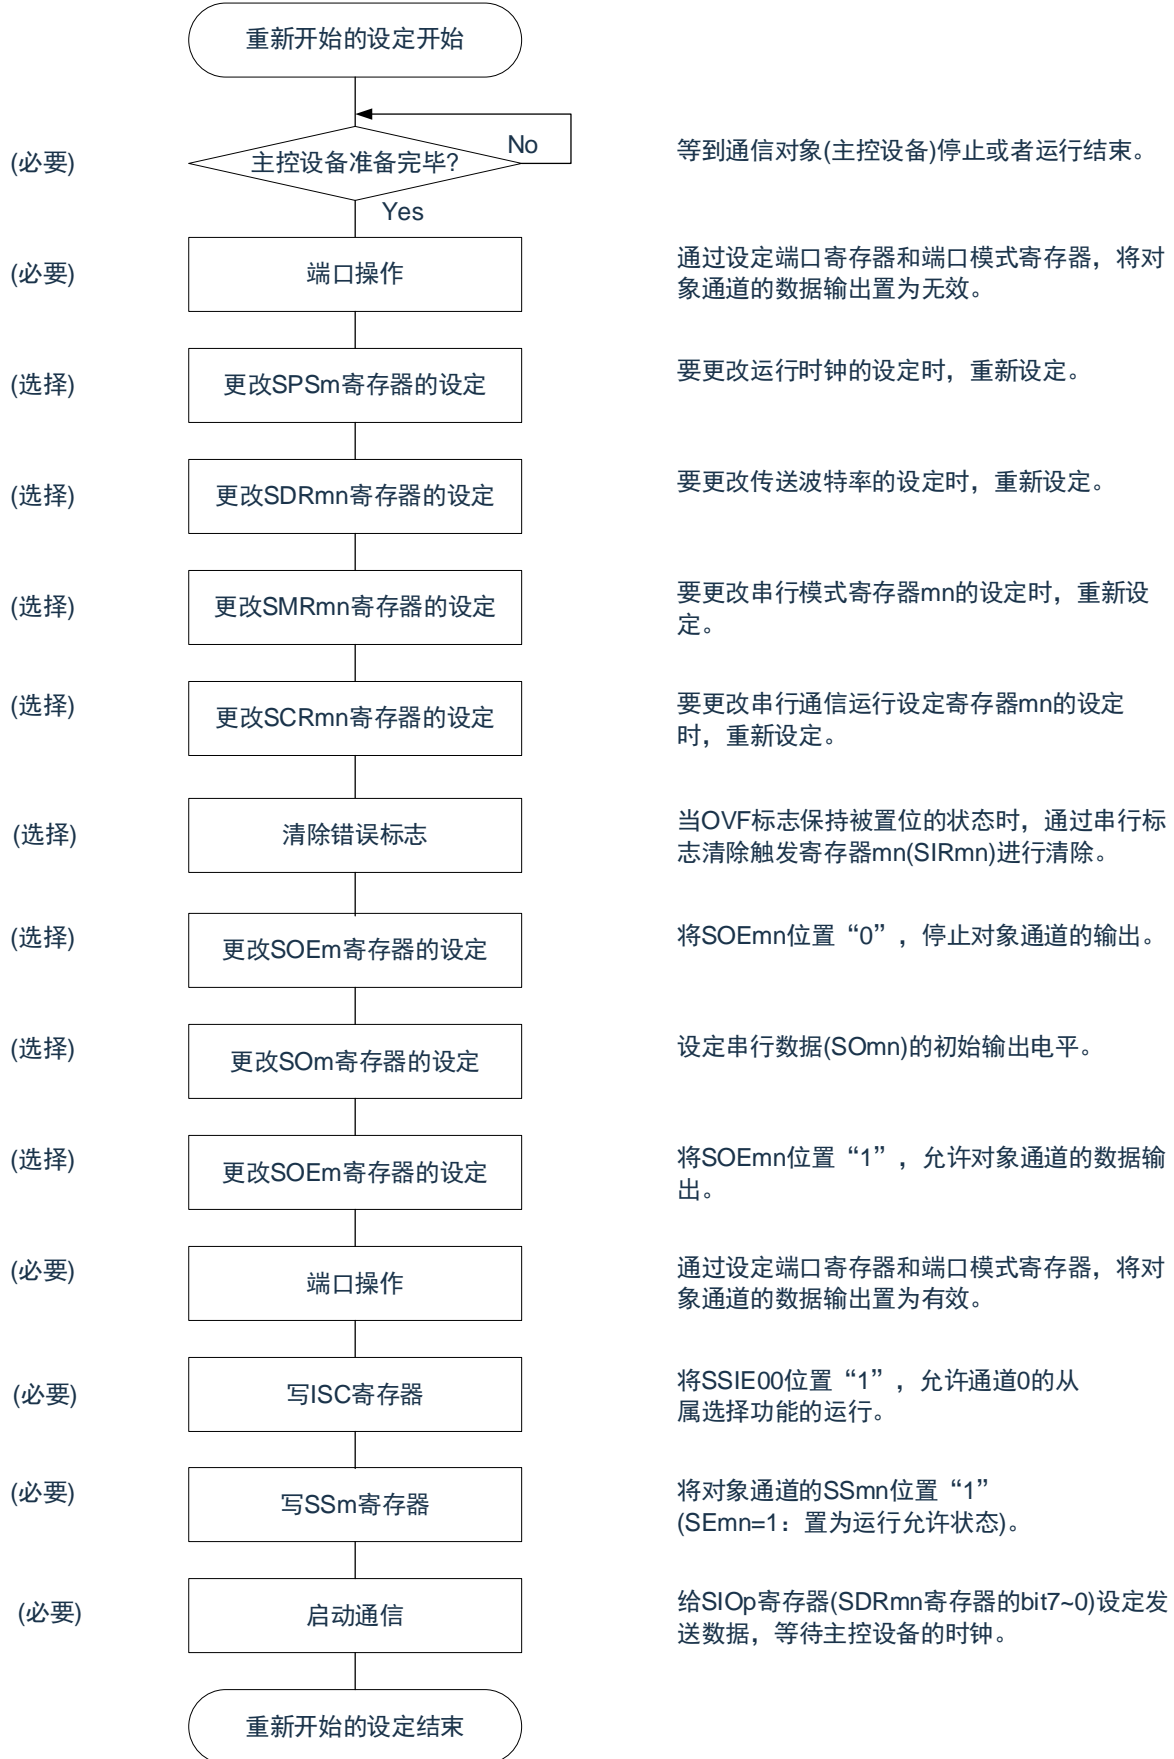 重新开始的设定开始
(必要)
主控设备准备完毕?
No
等到通信对象(主控设备)停止或者运行结束。
Yes
(必要)
端口操作
通过设定端口寄存器和端口模式寄存器，将对
象通道的数据输出置为无效。
(选择)
更改SPSm寄存器的设定
要更改运行时钟的设定时，重新设定。
(选择)
更改SDRmn寄存器的设定
要更改传送波特率的设定时，重新设定。
(选择)
更改SMRmn寄存器的设定
要更改串行模式寄存器mn的设定时，重新设
定。
(选择)
更改SCRmn寄存器的设定
要更改串行通信运行设定寄存器mn的设定
时，重新设定。
(选择)
清除错误标志
当OVF标志保持被置位的状态时，通过串行标
志清除触发寄存器mn(SIRmn)进行清除。
(选择)
更改SOEm寄存器的设定
将SOEmn位置“0”，停止对象通道的输出。
(选择)
更改SOm寄存器的设定
设定串行数据(SOmn)的初始输出电平。
(选择)
更改SOEm寄存器的设定
将SOEmn位置“1”，允许对象通道的数据输
出。
(必要)
端口操作
通过设定端口寄存器和端口模式寄存器，将对
象通道的数据输出置为有效。
(必要)
写ISC寄存器
将SSIE00位置“1”，允许通道0的从
属选择功能的运行。
(必要)
写SSm寄存器
将对象通道的SSmn位置“1”
(SEmn=1：置为运行允许状态)。
(必要)
启动通信
给SIOp寄存器(SDRmn寄存器的bit7~0)设定发
送数据，等待主控设备的时钟。
重新开始的设定结束